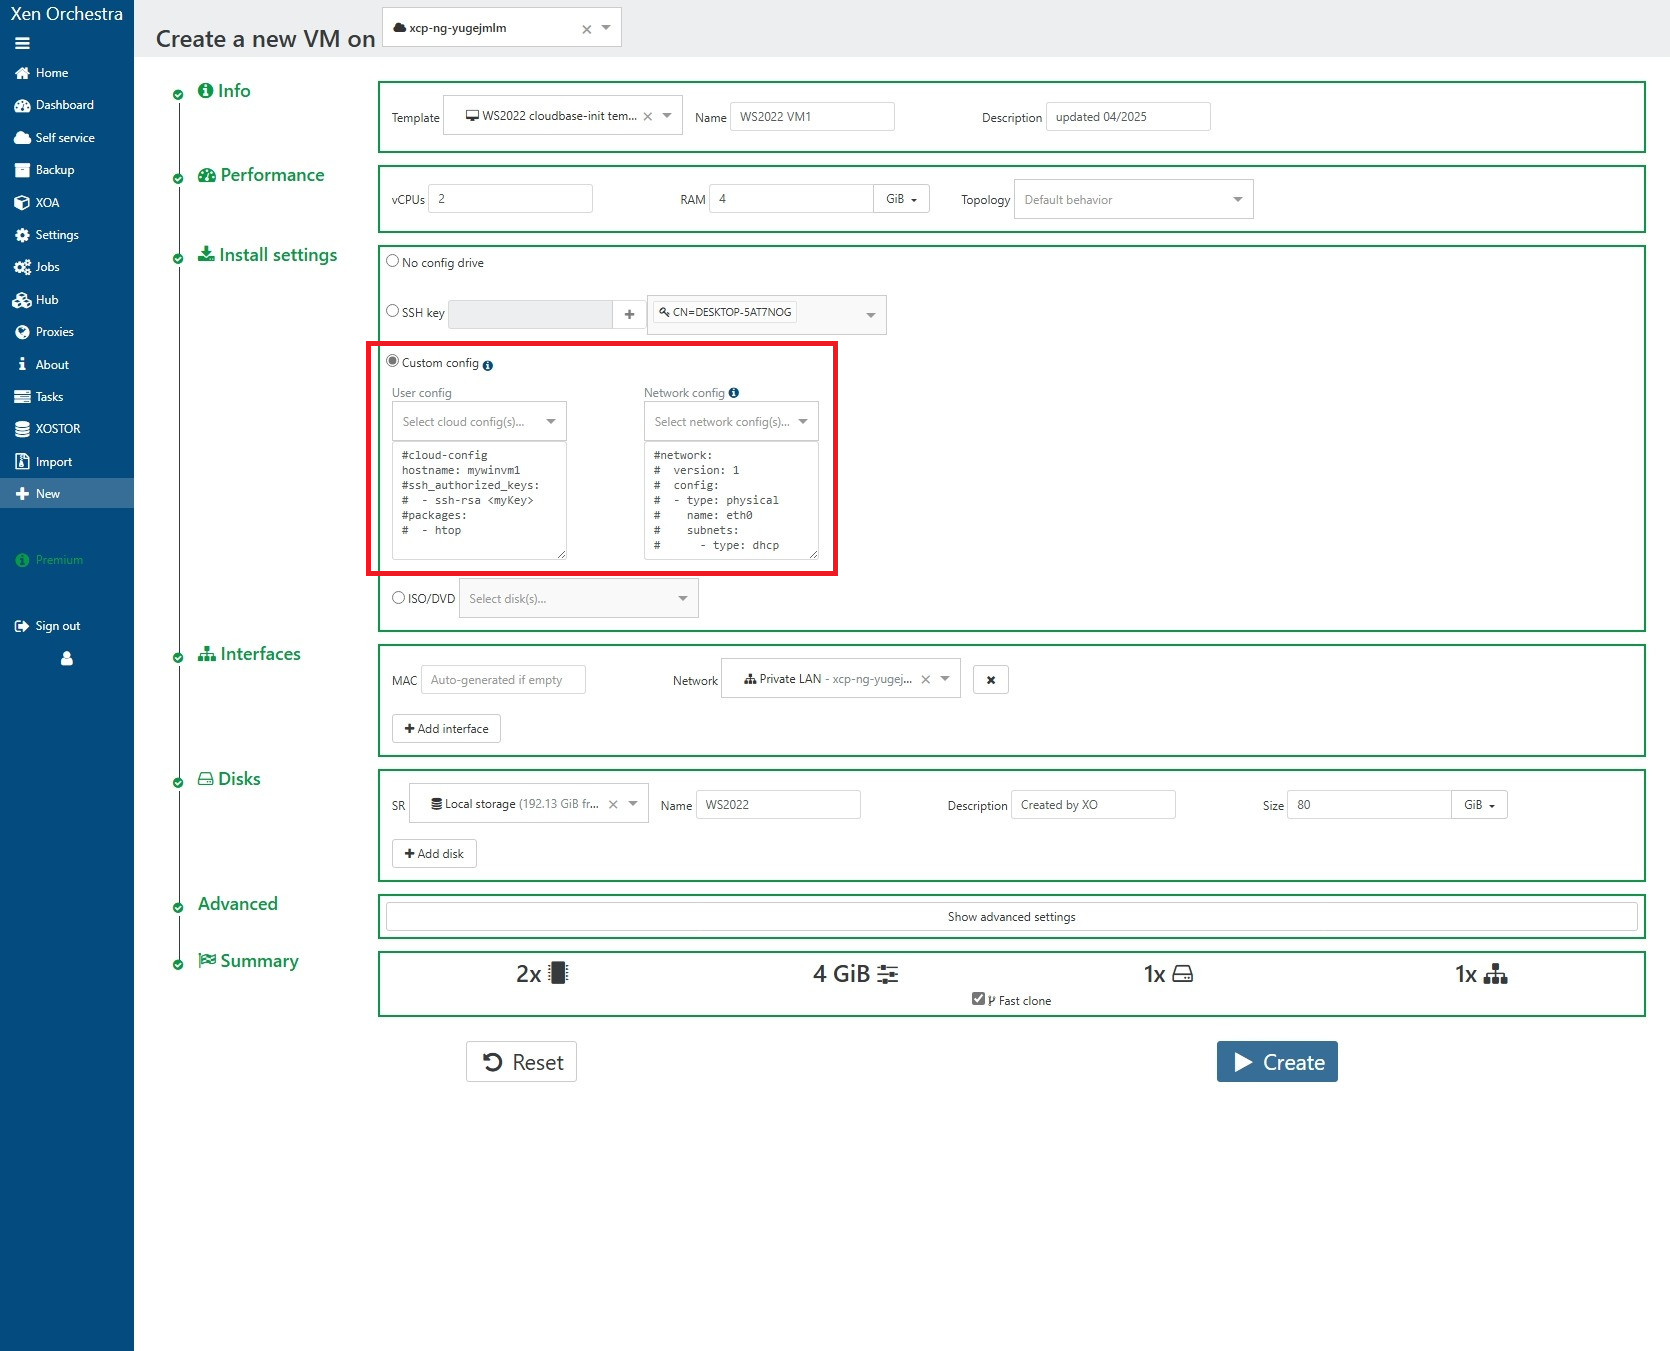 Xen Orchestra
Home
Dashboard
Self service
Backup
XOA
Settings
Jobs
Hub
Proxies
About
Tasks
XOSTOR
Import
New
Premium
Sign out
Create a new VM on xcp-ng-yugejmlm
Info
Template WS2022 cloudbase-init tem... Name WS2022 VM1 Description updated 04/2025
Performance
vCPUs 2 RAM 4 GiB Topology Default behavior
Install settings
No config drive
SSH key CN=DESKTOP-5AT7NOG
Custom config
User config
Select cloud config(s)...
#cloud-config
hostname: mywinvm1
#ssh_authorized_keys:
#  - ssh-rsa <myKey>
#packages:
#  - htop
Network config
Select network config(s)...
#network:
#  version: 1
#  config:
#  - type: physical
#    name: eth0
#    subnets:
#      - type: dhcp
ISO/DVD Select disk(s)...
Interfaces
MAC Auto-generated if empty Network Private LAN - xcp-ng-yugej...
Add interface
Disks
SR Local storage (192.13 GiB fr... Name WS2022 Description Created by XO Size 80 GiB
Add disk
Advanced
Show advanced settings
Summary
2x 4 GiB 1x 1x
Fast clone
Reset Create